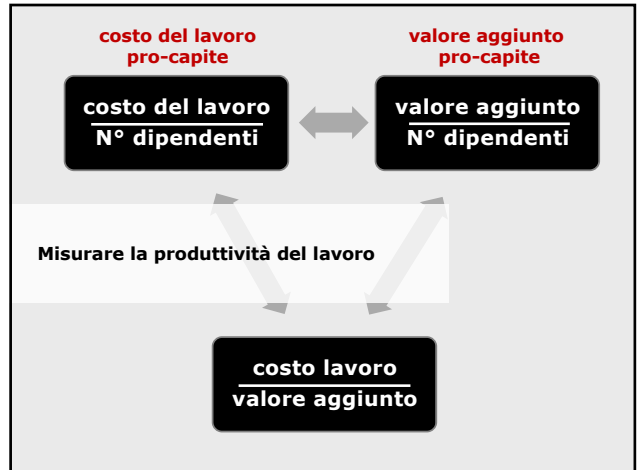 costo del lavoro
pro-capite
valore aggiunto
pro-capite
costo del lavoro
N° dipendenti
valore aggiunto
N° dipendenti
Misurare la produttività del lavoro
costo lavoro
valore aggiunto